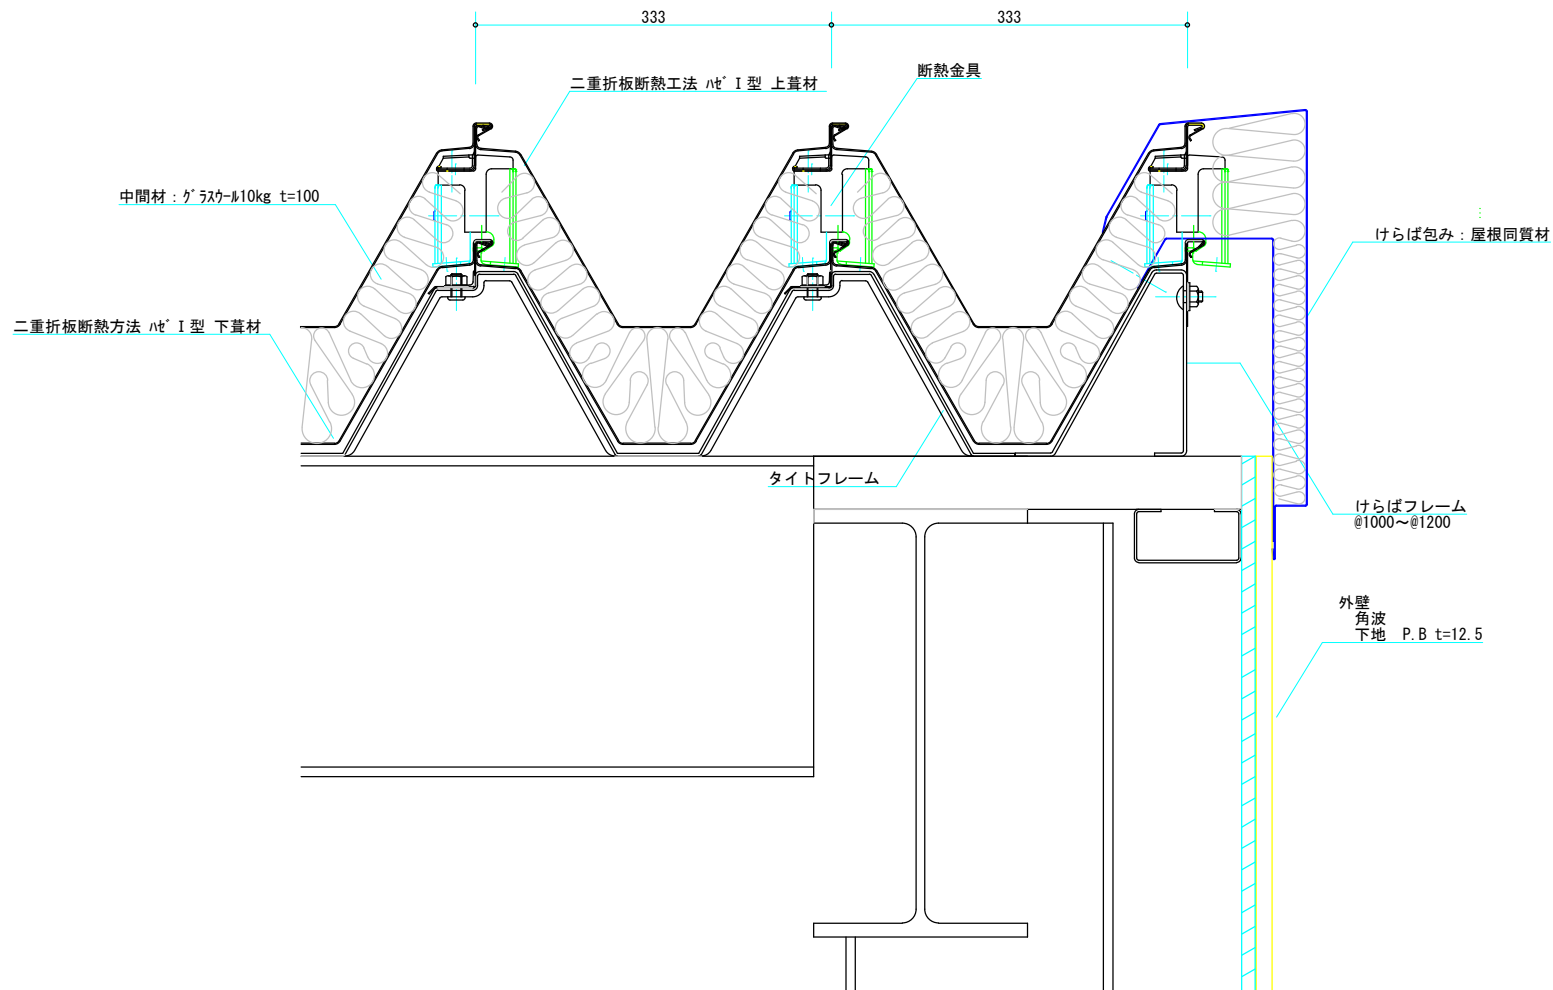 333
333
二重折板断熱工法 ﾊｾﾞ I 型 上葺材
断熱金具
中間材：ｸﾞﾗｽｳｰﾙ10kg t=100
けらば包み：屋根同質材
二重折板断熱方法 ﾊｾﾞ I 型 下葺材
タイトフレーム
けらばフレーム
@1000～@1200
外壁
角波
下地 P.B t=12.5